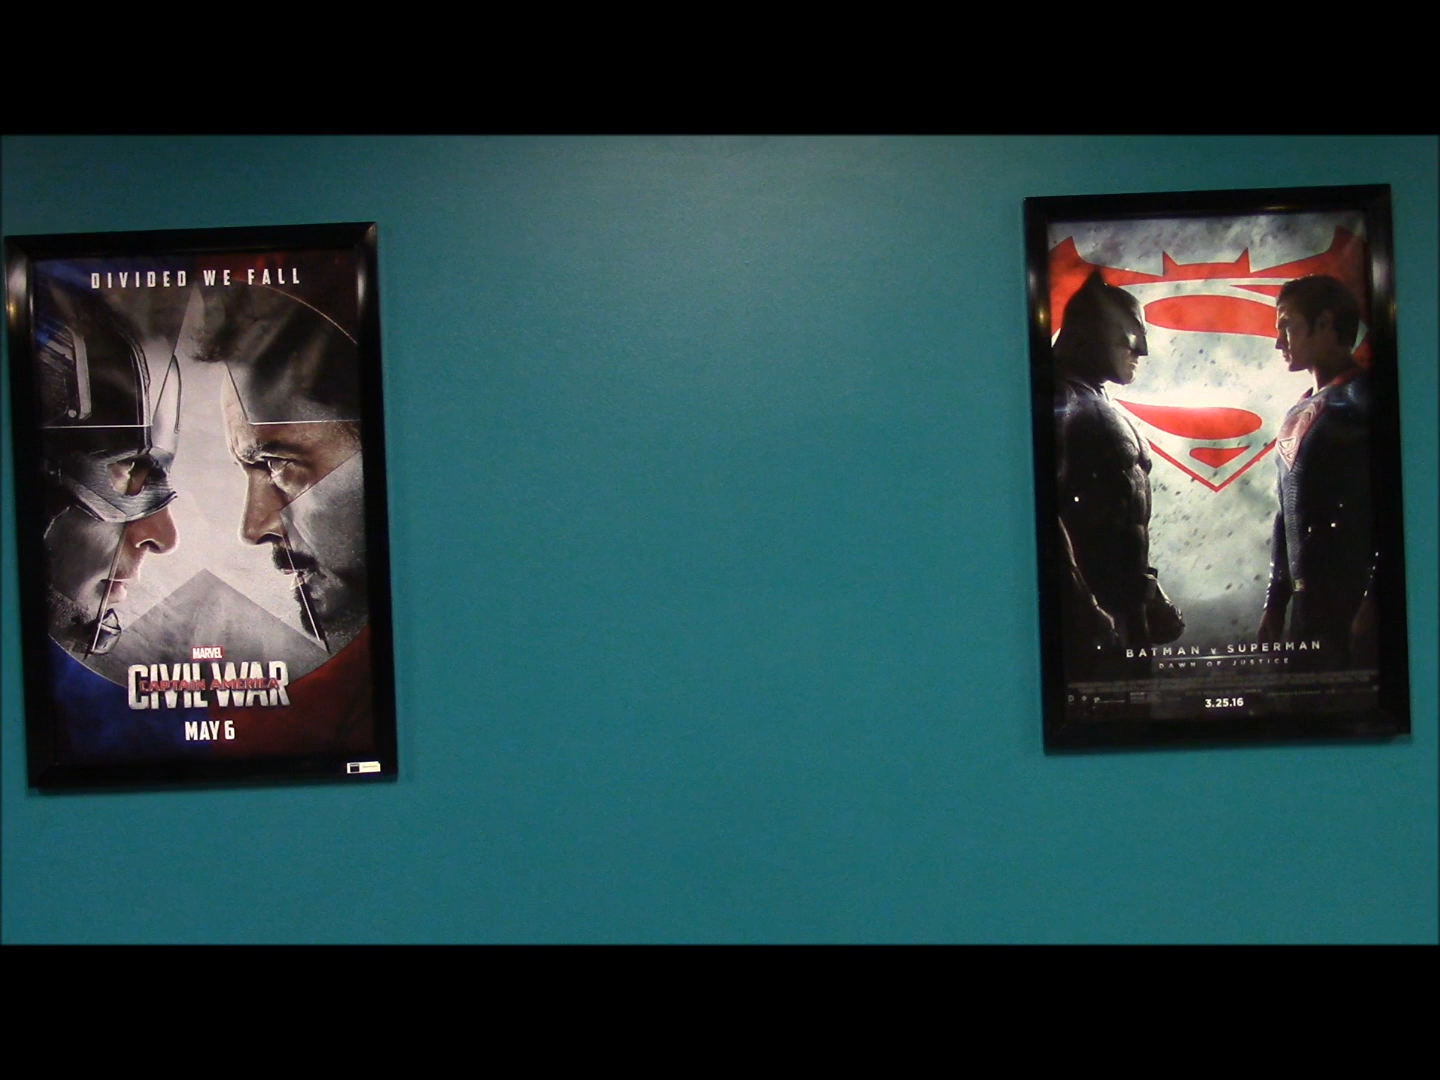 DIVIDED WE FALL
MARVEL
CIVIL WAR
CAPTAIN AMERICA
MAY 6
BATMAN v SUPERMAN
DAWN OF JUSTICE
3.25.16